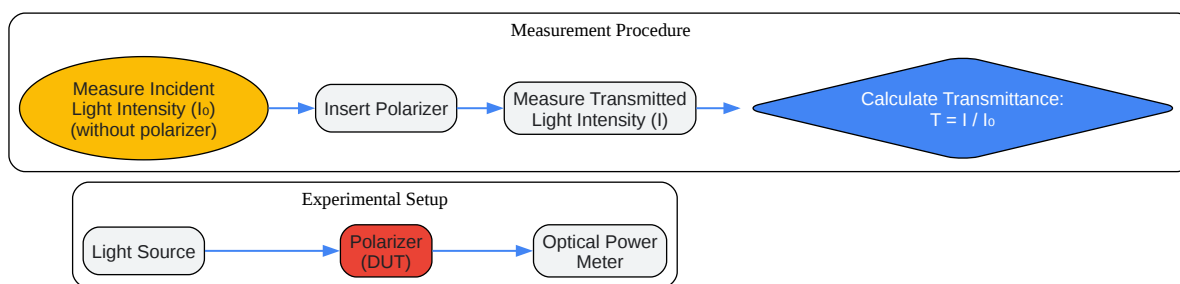 Measurement Procedure
Measure Incident
Light Intensity (I₀)
(without polarizer)
Insert Polarizer
Measure Transmitted
Light Intensity (I)
Calculate Transmittance:
T = I / I₀
Experimental Setup
Light Source
Polarizer
(DUT)
Optical Power
Meter